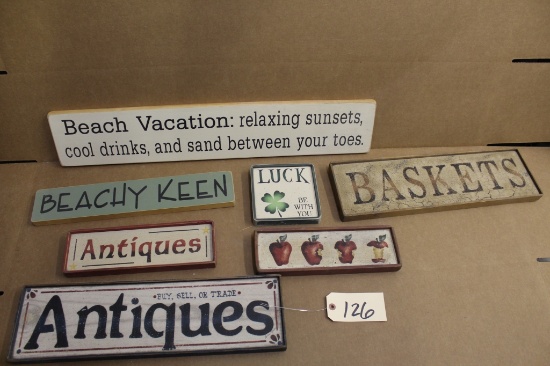 Beach Vacation: relaxing sunsets,
cool drinks, and sand between your toes.
BEACHY KEEN
LUCK
BE
WITH
YOU
BASKETS
Antiques
•BUY, SELL, OR TRADE•
Antiques
126